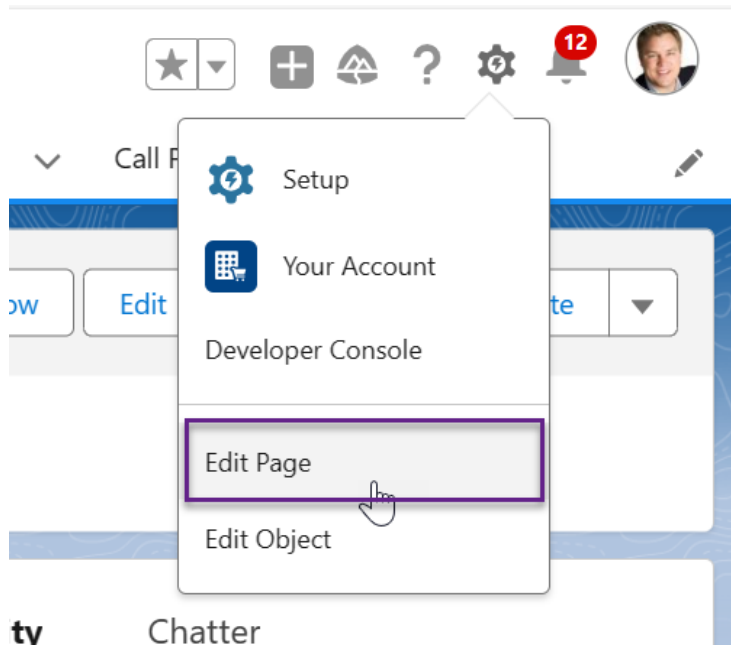 12
Call
Setup
Your Account
Edit
Developer Console
Edit Page
Edit Object
Chatter